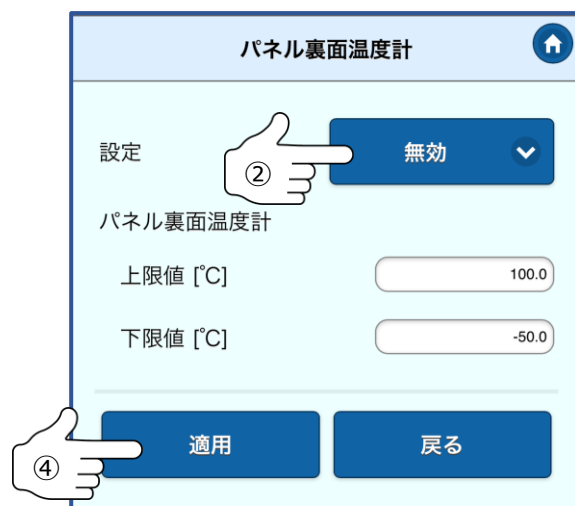 パネル裏面温度計
設定
② 無効
パネル裏面温度計
上限値 [℃] 100.0
下限値 [℃] -50.0
④ 適用 戻る